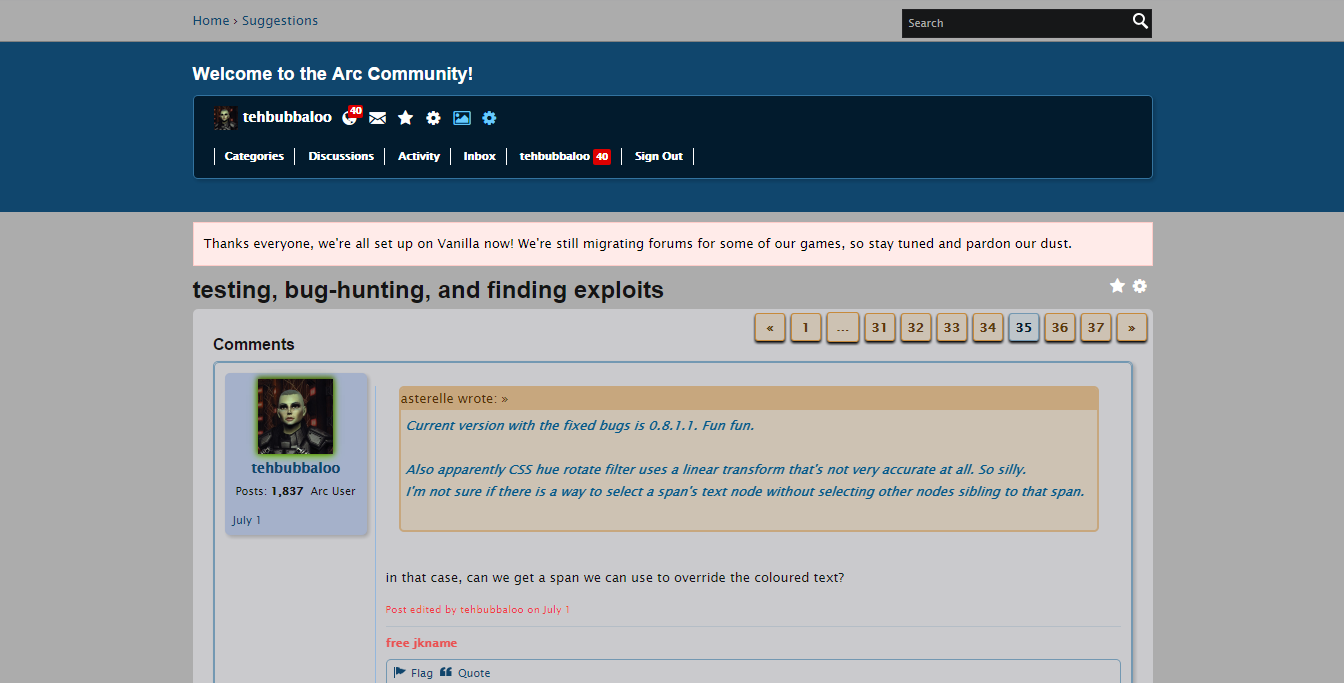 Home › Suggestions
Search
Welcome to the Arc Community!
tehbubbaloo 40
Categories Discussions Activity Inbox tehbubbaloo 40 Sign Out
Thanks everyone, we're all set up on Vanilla now! We're still migrating forums for some of our games, so stay tuned and pardon our dust.
testing, bug-hunting, and finding exploits
« 1 ... 31 32 33 34 35 36 37 »
Comments
tehbubbaloo
Posts: 1,837 Arc User
July 1
asterelle wrote: »
Current version with the fixed bugs is 0.8.1.1. Fun fun.
Also apparently CSS hue rotate filter uses a linear transform that's not very accurate at all. So silly.
I'm not sure if there is a way to select a span's text node without selecting other nodes sibling to that span.
in that case, can we get a span we can use to override the coloured text?
Post edited by tehbubbaloo on July 1
free jkname
Flag Quote